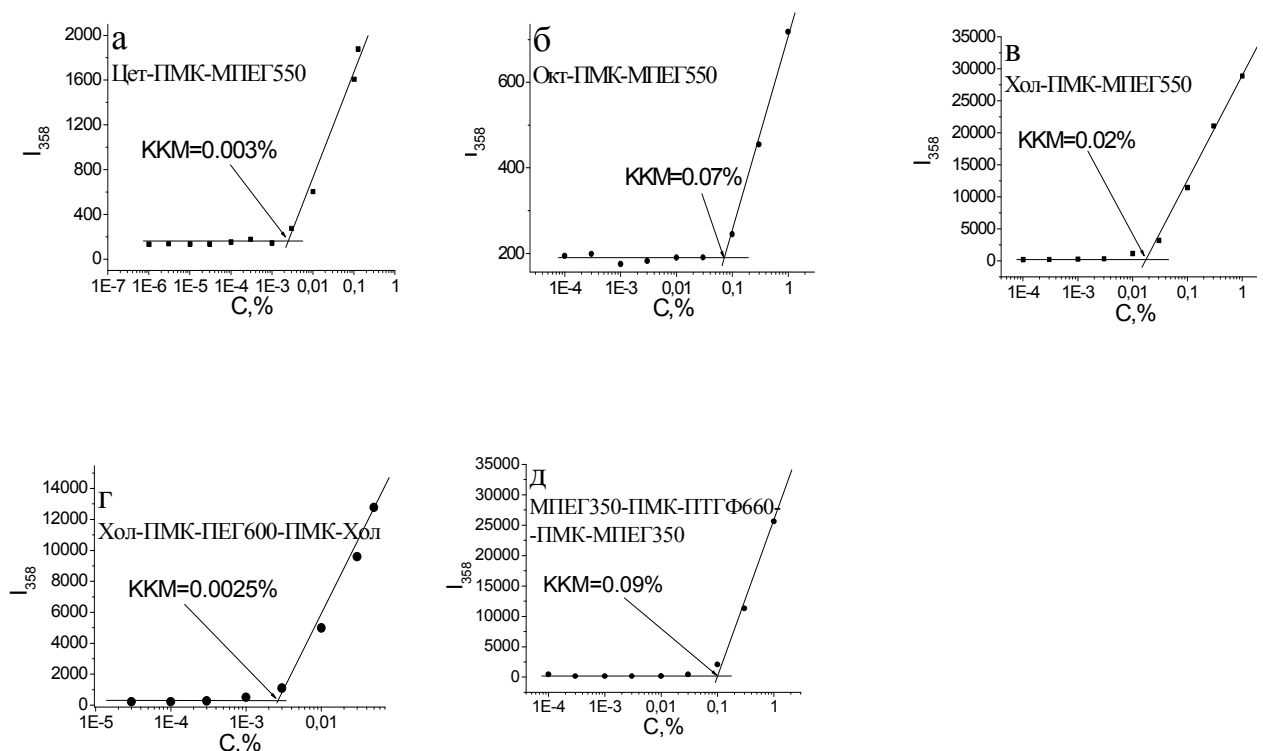 а
Цет-ПМК-МПЕГ550
ККМ=0.003%
I358
2000
1600
1200
800
400
0
1E-7 1E-6 1E-5 1E-4 1E-3 0,01 0,1 1
C,%
б
Окт-ПМК-МПЕГ550
ККМ=0.07%
I358
600
400
200
1E-4 1E-3 0,01 0,1 1
C,%
в
Хол-ПМК-МПЕГ550
ККМ=0.02%
I358
35000
30000
25000
20000
15000
10000
5000
0
1E-4 1E-3 0,01 0,1 1
C,%
г
Хол-ПМК-ПЕГ600-ПМК-Хол
ККМ=0.0025%
I358
14000
12000
10000
8000
6000
4000
2000
0
1E-5 1E-4 1E-3 0,01
C,%
д
МПЕГ350-ПМК-ПТГФ660-
-ПМК-МПЕГ350
ККМ=0.09%
I358
35000
30000
25000
20000
15000
10000
5000
0
1E-4 1E-3 0,01 0,1 1
C,%